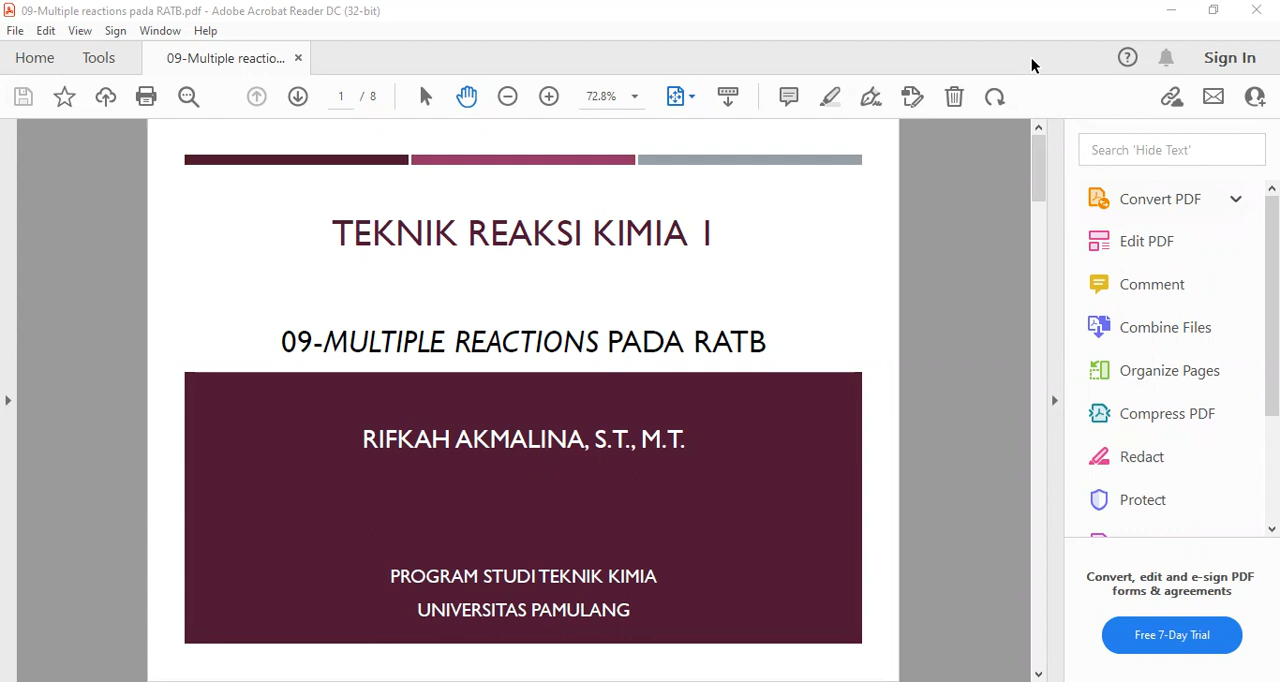 09-Multiple reactions pada RATB.pdf - Adobe Acrobat Reader DC (32-bit)
File Edit View Sign Window Help
Home Tools 09-Multiple reactio... × Sign In
1 / 8 72.8%
TEKNIK REAKSI KIMIA 1
09-MULTIPLE REACTIONS PADA RATB
RIFKAH AKMALINA, S.T., M.T.
PROGRAM STUDI TEKNIK KIMIA
UNIVERSITAS PAMULANG
Search 'Hide Text'
Convert PDF
Edit PDF
Comment
Combine Files
Organize Pages
Compress PDF
Redact
Protect
Convert, edit and e-sign PDF
forms & agreements
Free 7-Day Trial